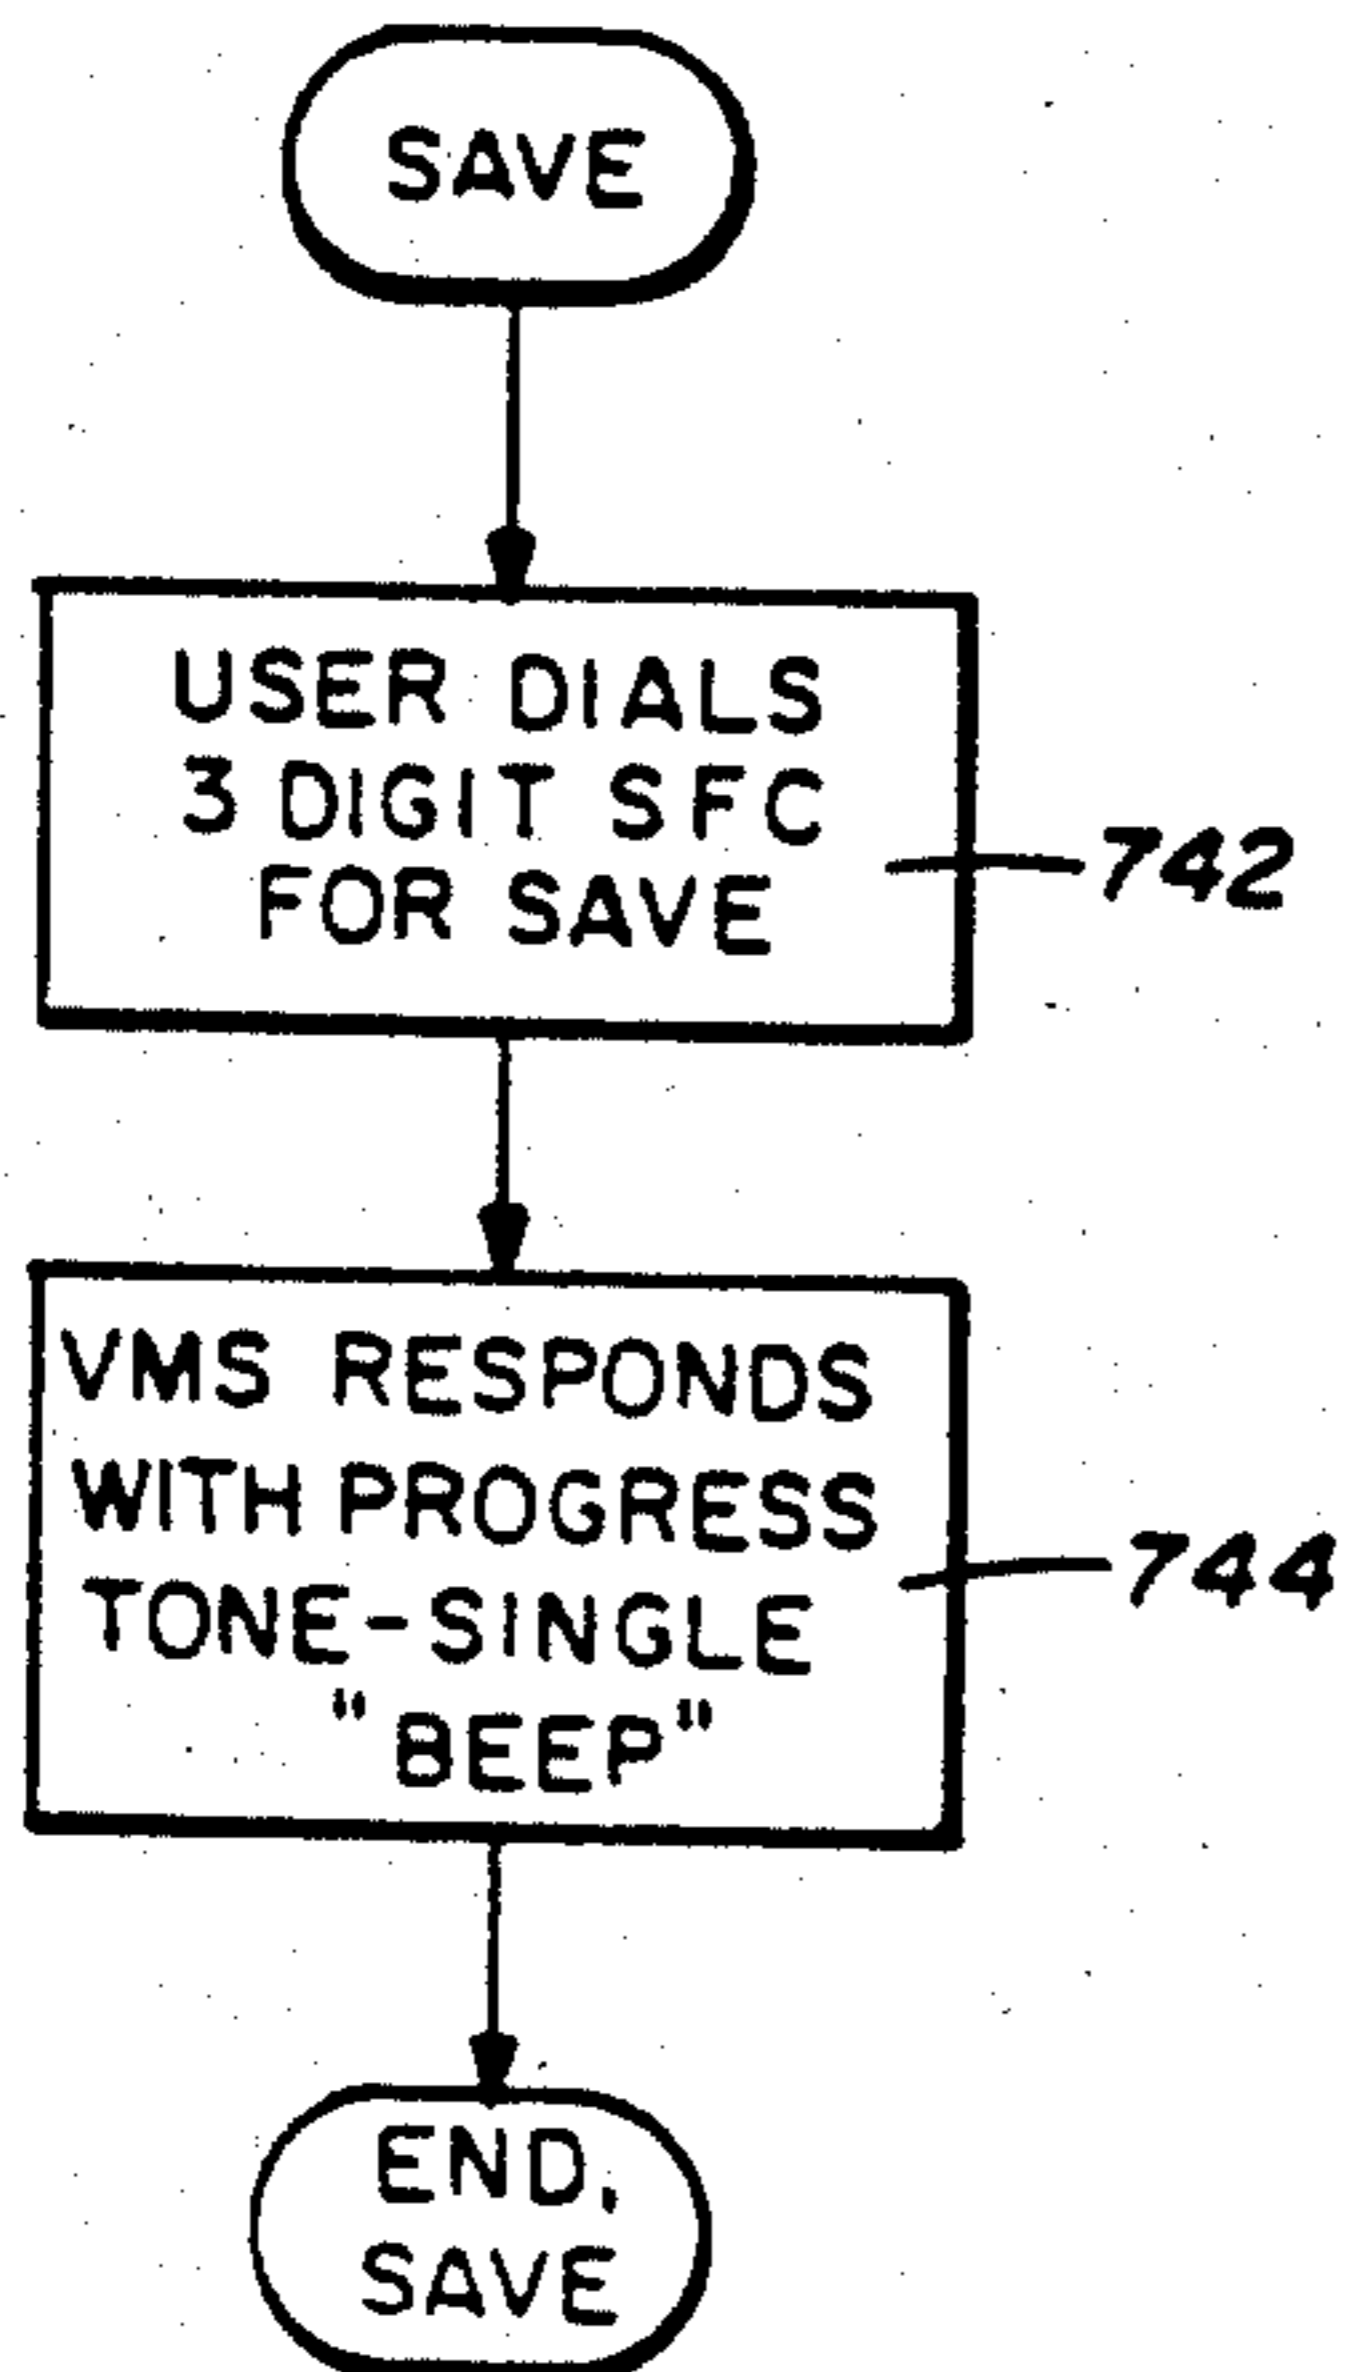 SAVE
USER DIALS
3 DIGIT SFC
FOR SAVE
742
VMS RESPONDS
WITH PROGRESS
TONE-SINGLE
"BEEP"
744
END,
SAVE